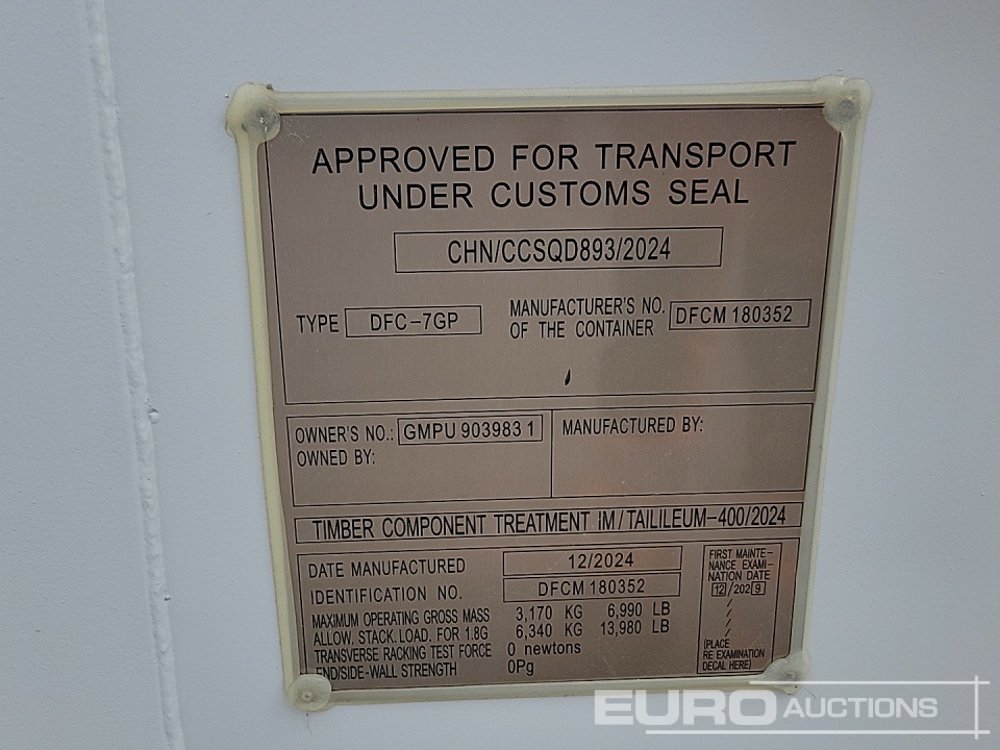 APPROVED FOR TRANSPORT
UNDER CUSTOMS SEAL
CHN/CCSQD893/2024
TYPE DFC-7GP
MANUFACTURER'S NO.
OF THE CONTAINER DFCM 180352
OWNER'S NO.: GMPU 903983 1
OWNED BY:
MANUFACTURED BY:
TIMBER COMPONENT TREATMENT IM/TAILILEUM-400/2024
DATE MANUFACTURED 12/2024
IDENTIFICATION NO. DFCM 180352
MAXIMUM OPERATING GROSS MASS 3,170 KG 6,990 LB
ALLOW. STACK. LOAD. FOR 1.8G 6,340 KG 13,980 LB
TRANSVERSE RACKING TEST FORCE 0 newtons
END/SIDE-WALL STRENGTH 0Pg
FIRST MAINTE-
NANCE EXAMI-
NATION DATE
12/2029
/
/
/
(PLACE
RE EXAMINATION
DECAL HERE)
EURO AUCTIONS